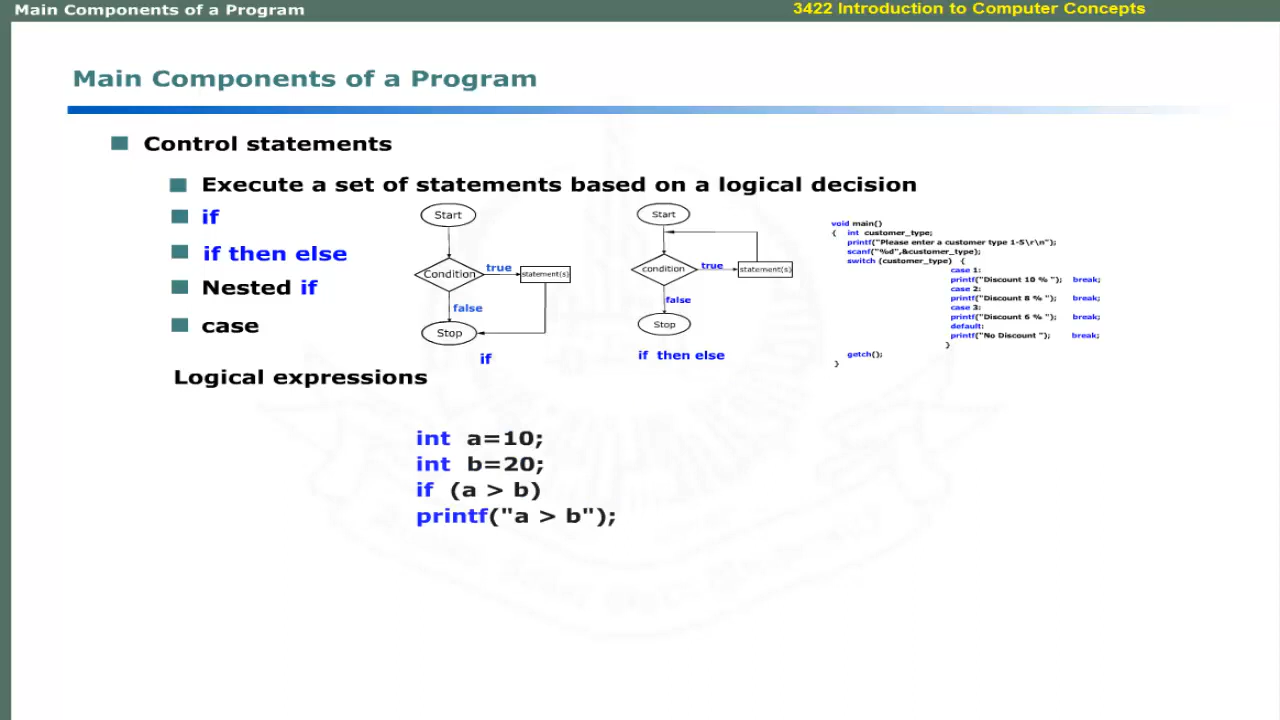 Main Components of a Program
3422 Introduction to Computer Concepts
Main Components of a Program
Control statements
Execute a set of statements based on a logical decision
if
if then else
Nested if
case
Start
Condition
true
statement(s)
false
Stop
if
Start
condition
true
statement(s)
false
Stop
if then else
void main()
{ int customer_type;
printf("Please enter a customer type 1-5\r\n");
scanf("%d",&customer_type);
switch (customer_type) {
case 1:
printf("Discount 10 % "); break;
case 2:
printf("Discount 8 % "); break;
case 3:
printf("Discount 6 % "); break;
default:
printf("No Discount "); break;
}
getch();
}
Logical expressions
int a=10;
int b=20;
if (a > b)
printf("a > b");